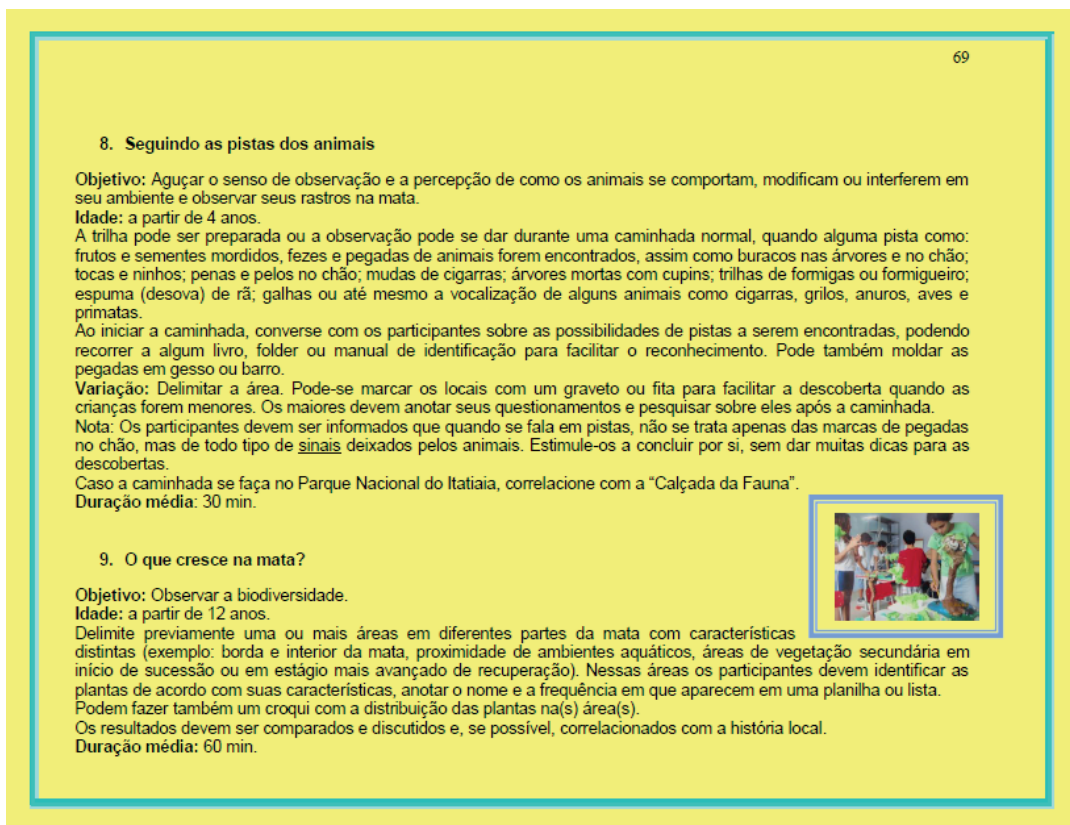 69
8. Seguindo as pistas dos animais
Objetivo: Aguçar o senso de observação e a percepção de como os animais se comportam, modificam ou interferem em
seu ambiente e observar seus rastros na mata.
Idade: a partir de 4 anos.
A trilha pode ser preparada ou a observação pode se dar durante uma caminhada normal, quando alguma pista como:
frutos e sementes mordidos, fezes e pegadas de animais forem encontrados, assim como buracos nas árvores e no chão;
tocas e ninhos; penas e pelos no chão; mudas de cigarras; árvores mortas com cupins; trilhas de formigas ou formigueiro;
espuma (desova) de rã; galhas ou até mesmo a vocalização de alguns animais como cigarras, grilos, anuros, aves e
primatas.
Ao iniciar a caminhada, converse com os participantes sobre as possibilidades de pistas a serem encontradas, podendo
recorrer a algum livro, folder ou manual de identificação para facilitar o reconhecimento. Pode também moldar as
pegadas em gesso ou barro.
Variação: Delimitar a área. Pode-se marcar os locais com um graveto ou fita para facilitar a descoberta quando as
crianças forem menores. Os maiores devem anotar seus questionamentos e pesquisar sobre eles após a caminhada.
Nota: Os participantes devem ser informados que quando se fala em pistas, não se trata apenas das marcas de pegadas
no chão, mas de todo tipo de sinais deixados pelos animais. Estimule-os a concluir por si, sem dar muitas dicas para as
descobertas.
Caso a caminhada se faça no Parque Nacional do Itatiaia, correlacione com a “Calçada da Fauna”.
Duração média: 30 min.
9. O que cresce na mata?
Objetivo: Observar a biodiversidade.
Idade: a partir de 12 anos.
Delimite previamente uma ou mais áreas em diferentes partes da mata com características
distintas (exemplo: borda e interior da mata, proximidade de ambientes aquáticos, áreas de vegetação secundária em
início de sucessão ou em estágio mais avançado de recuperação). Nessas áreas os participantes devem identificar as
plantas de acordo com suas características, anotar o nome e a frequência em que aparecem em uma planilha ou lista.
Podem fazer também um croqui com a distribuição das plantas na(s) área(s).
Os resultados devem ser comparados e discutidos e, se possível, correlacionados com a história local.
Duração média: 60 min.